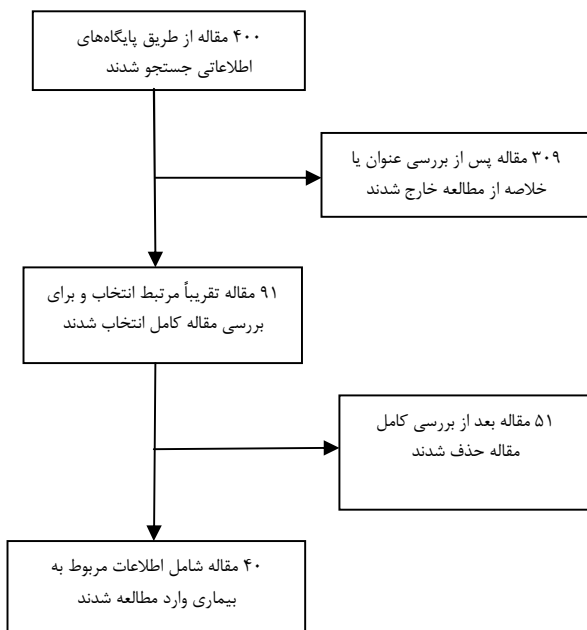 ۴۰۰ مقاله از طریق پایگاه‌های
اطلاعاتی جستجو شدند
۳۰۹ مقاله پس از بررسی عنوان یا
خلاصه از مطالعه خارج شدند
۹۱ مقاله تقریباً مرتبط انتخاب و برای
بررسی مقاله کامل انتخاب شدند
۵۱ مقاله بعد از بررسی کامل
مقاله حذف شدند
۴۰ مقاله شامل اطلاعات مربوط به
بیماری وارد مطالعه شدند